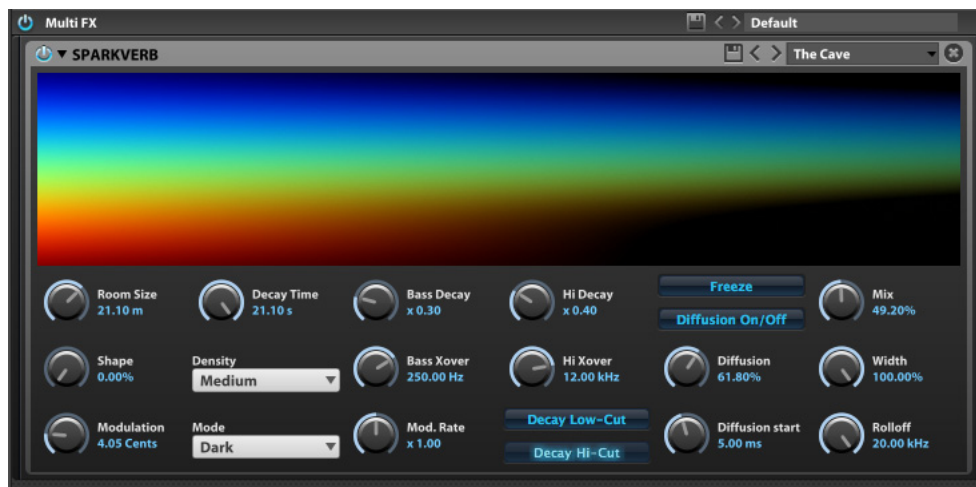 Multi FX
Default
SPARKVERB
The Cave
Room Size
21.10 m
Decay Time
21.10 s
Bass Decay
x 0.30
Hi Decay
x 0.40
Freeze
Diffusion On/Off
Mix
49.20%
Shape
0.00%
Density
Medium
Bass Xover
250.00 Hz
Hi Xover
12.00 kHz
Diffusion
61.80%
Width
100.00%
Modulation
4.05 Cents
Mode
Dark
Mod. Rate
x 1.00
Decay Low-Cut
Decay Hi-Cut
Diffusion start
5.00 ms
Rolloff
20.00 kHz